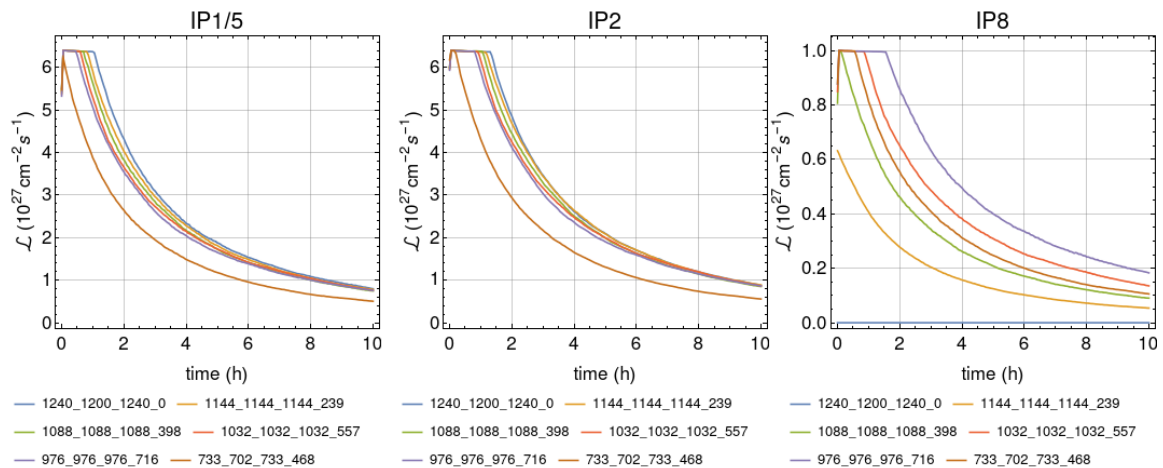 IP1/5
IP2
IP8
ℒ (10²⁷cm⁻² s⁻¹)
6
5
4
3
2
1
0
0 2 4 6 8 10
time (h)
ℒ (10²⁷cm⁻² s⁻¹)
6
5
4
3
2
1
0
0 2 4 6 8 10
time (h)
ℒ (10²⁷cm⁻² s⁻¹)
1.0
0.8
0.6
0.4
0.2
0.0
0 2 4 6 8 10
time (h)
1240_1200_1240_0 1144_1144_1144_239
1088_1088_1088_398 1032_1032_1032_557
976_976_976_716 733_702_733_468
1240_1200_1240_0 1144_1144_1144_239
1088_1088_1088_398 1032_1032_1032_557
976_976_976_716 733_702_733_468
1240_1200_1240_0 1144_1144_1144_239
1088_1088_1088_398 1032_1032_1032_557
976_976_976_716 733_702_733_468